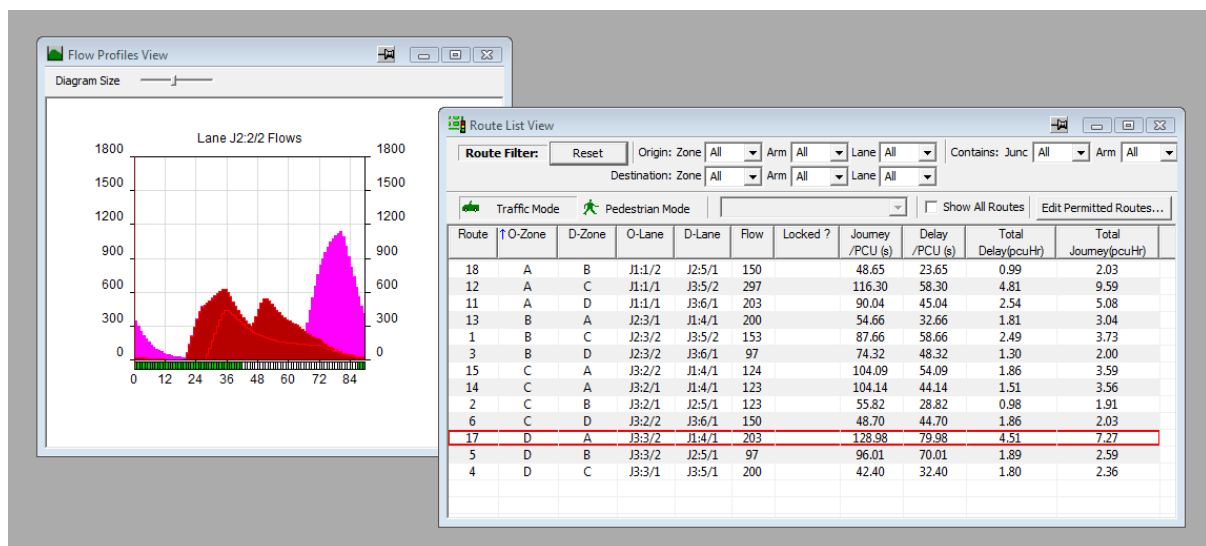 Flow Profiles View
Diagram Size
Lane J2:2/2 Flows
1800 1800
1500 1500
1200 1200
900 900
600 600
300 300
0 0
0 12 24 36 48 60 72 84
Route List View
Route Filter: Reset Origin: Zone All Arm All Lane All Contains: Junc All Arm All
Destination: Zone All Arm All Lane All
Traffic Mode Pedestrian Mode Show All Routes Edit Permitted Routes...
Route ↑ O-Zone D-Zone O-Lane D-Lane Flow Locked ? Journey /PCU (s) Delay /PCU (s) Total Delay(pcuHr) Total Journey(pcuHr)
18 A B J1:1/2 J2:5/1 150 48.65 23.65 0.99 2.03
12 A C J1:1/1 J3:5/2 297 116.30 58.30 4.81 9.59
11 A D J1:1/1 J3:6/1 203 90.04 45.04 2.54 5.08
13 B A J2:3/1 J1:4/1 200 54.66 32.66 1.81 3.04
1 B C J2:3/2 J3:5/2 153 87.66 58.66 2.49 3.73
3 B D J2:3/2 J3:6/1 97 74.32 48.32 1.30 2.00
15 C A J3:2/2 J1:4/1 124 104.09 54.09 1.86 3.59
14 C A J3:2/1 J1:4/1 123 104.14 44.14 1.51 3.56
2 C B J3:2/1 J2:5/1 123 55.82 28.82 0.98 1.91
6 C D J3:2/2 J3:6/1 150 48.70 44.70 1.86 2.03
17 D A J3:3/2 J1:4/1 203 128.98 79.98 4.51 7.27
5 D B J3:3/2 J2:5/1 97 96.01 70.01 1.89 2.59
4 D C J3:3/1 J3:5/1 200 42.40 32.40 1.80 2.36